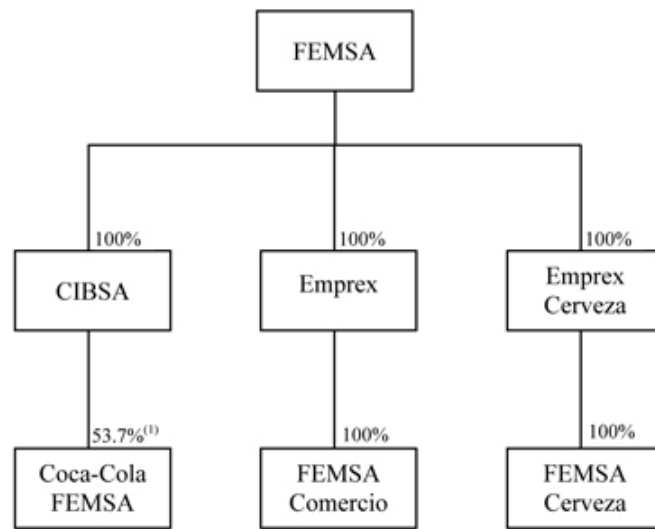 FEMSA
100%
100%
100%
CIBSA
Emprex
Emprex
Cerveza
53.7%(1)
100%
100%
Coca-Cola
FEMSA
FEMSA
Comercio
FEMSA
Cerveza